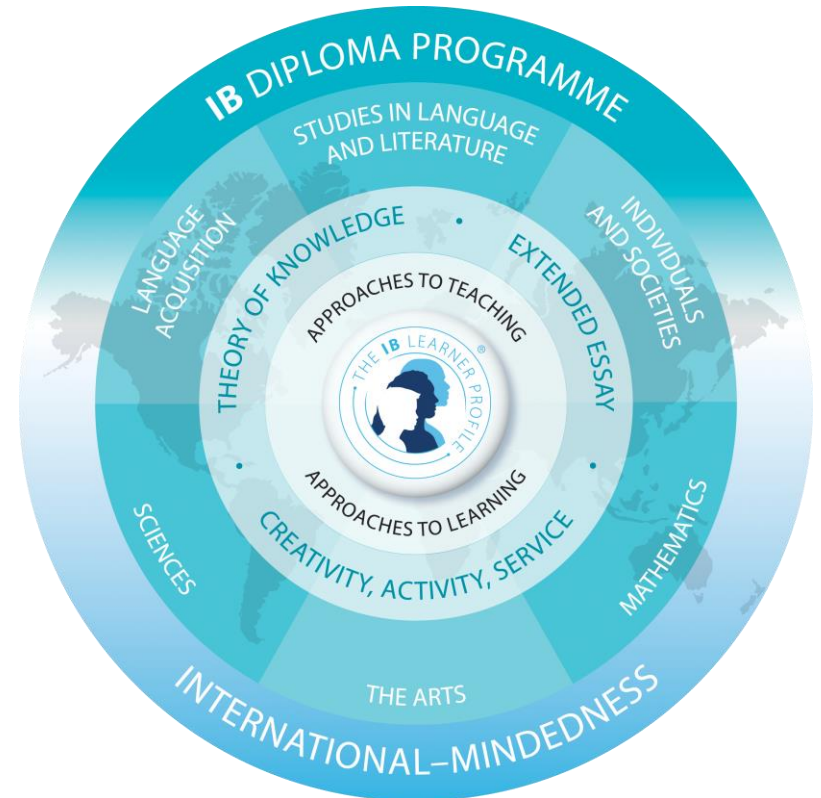 IB DIPLOMA PROGRAMME
STUDIES IN LANGUAGE
AND LITERATURE
LANGUAGE
ACQUISITION
INDIVIDUALS
AND SOCIETIES
THEORY OF KNOWLEDGE
EXTENDED ESSAY
APPROACHES TO TEACHING
THE IB LEARNER PROFILE ®
APPROACHES TO LEARNING
CREATIVITY, ACTIVITY, SERVICE
SCIENCES
MATHEMATICS
THE ARTS
INTERNATIONAL–MINDEDNESS